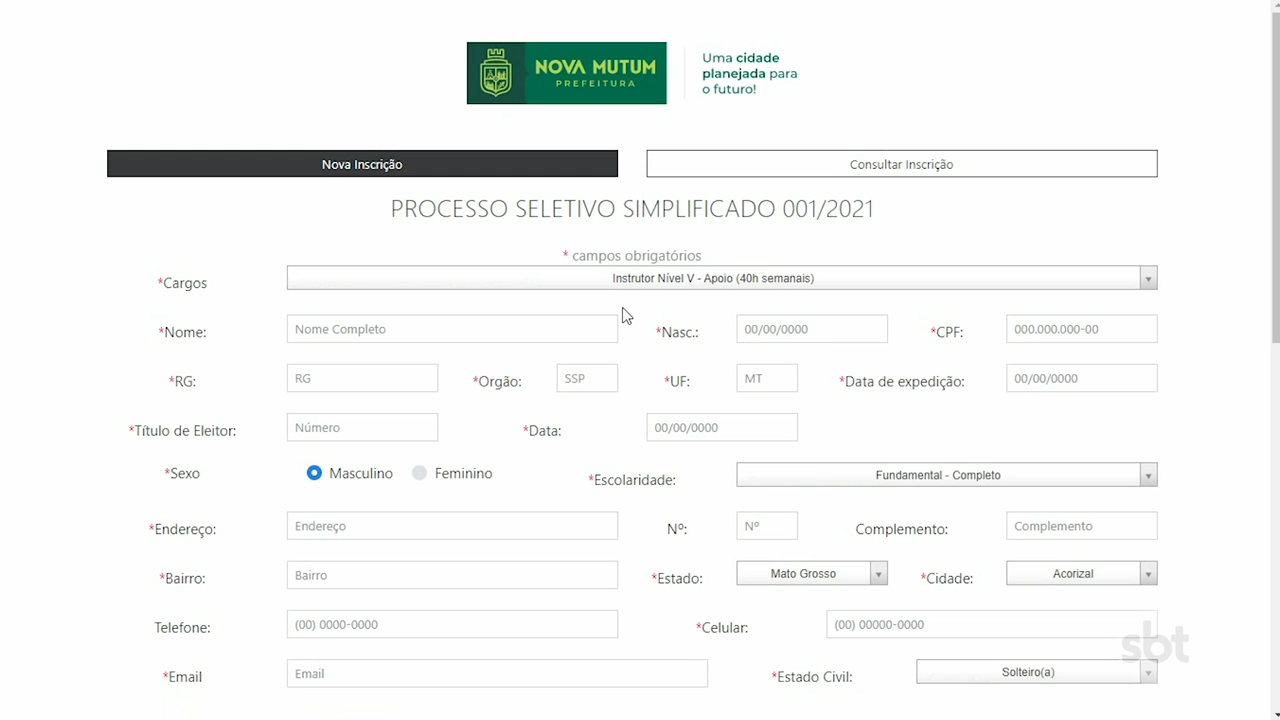 NOVA MUTUM
PREFEITURA
Uma cidade
planejada para
o futuro!
Nova Inscrição
Consultar Inscrição
PROCESSO SELETIVO SIMPLIFICADO 001/2021
* campos obrigatórios
*Cargos Instrutor Nível V - Apoio (40h semanais)
*Nome: Nome Completo *Nasc.: 00/00/0000 *CPF: 000.000.000-00
*RG: RG *Orgão: SSP *UF: MT *Data de expedição: 00/00/0000
*Título de Eleitor: Número *Data: 00/00/0000
*Sexo Masculino Feminino *Escolaridade: Fundamental - Completo
*Endereço: Endereço Nº: Nº Complemento: Complemento
*Bairro: Bairro *Estado: Mato Grosso *Cidade: Acorizal
Telefone: (00) 0000-0000 *Celular: (00) 00000-0000
*Email Email *Estado Civil: Solteiro(a)
sbt